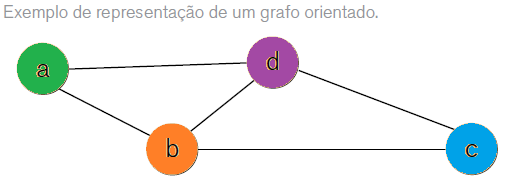 Exemplo de representação de um grafo orientado.
a
d
b
c